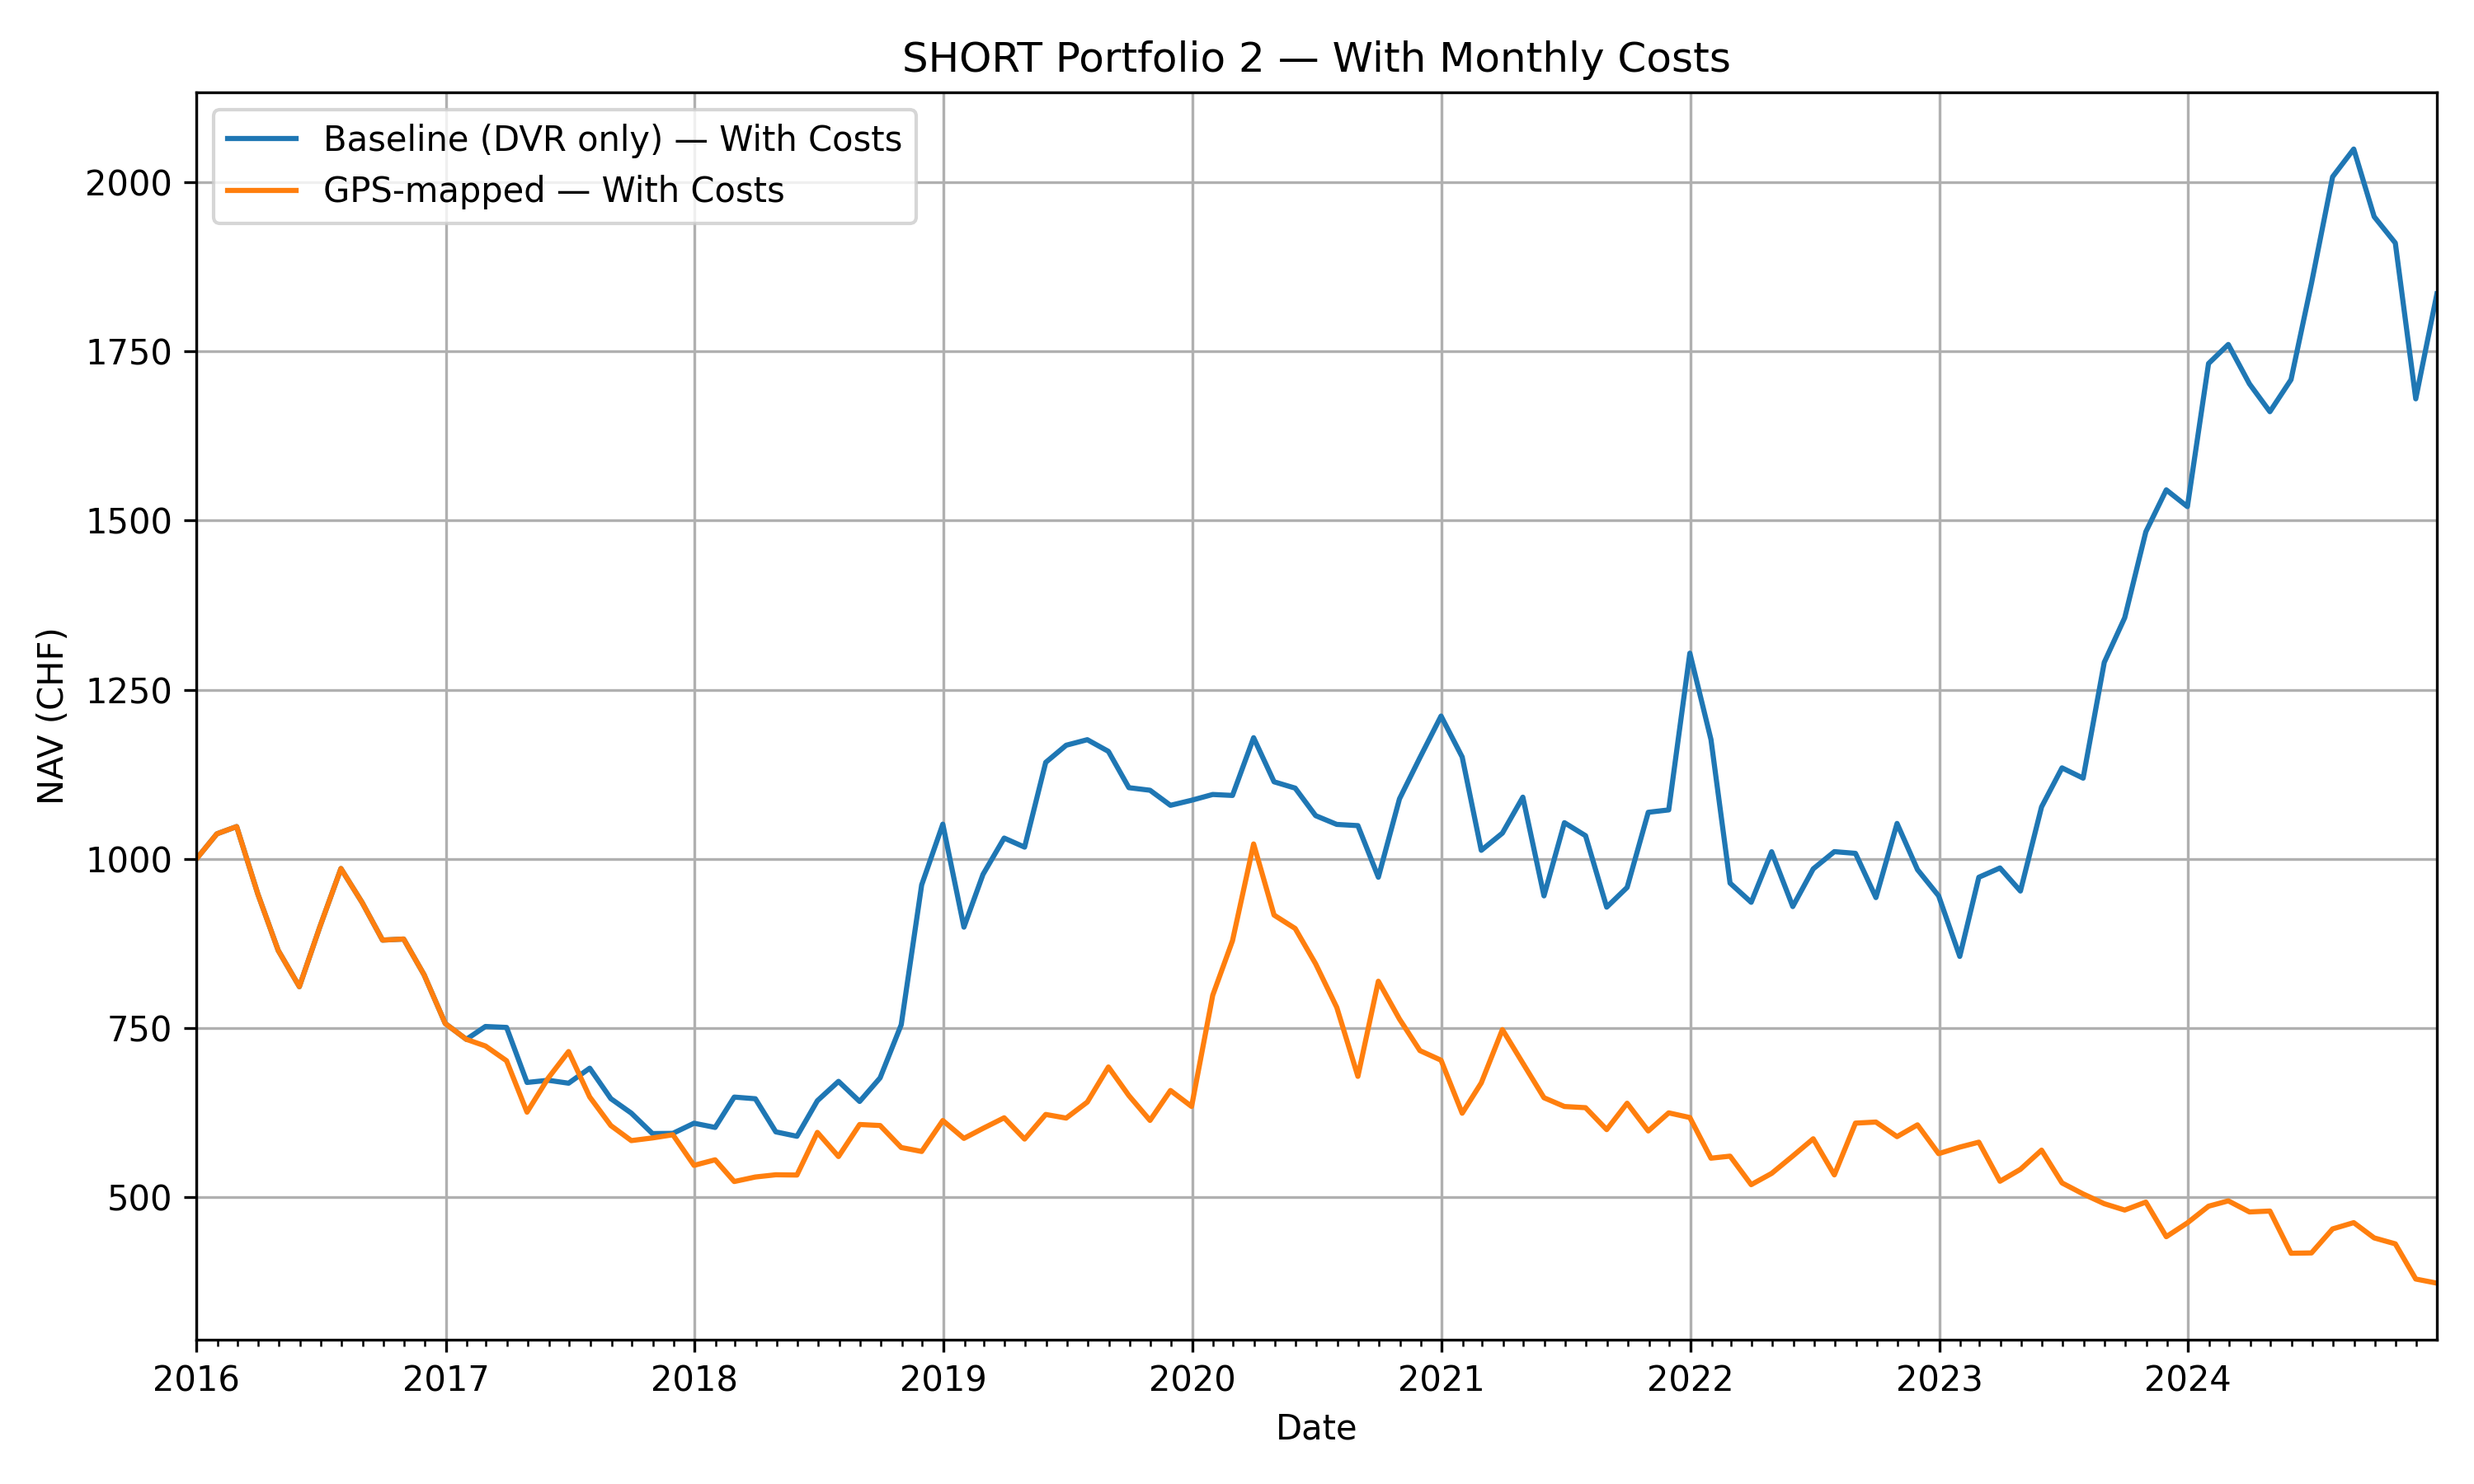 SHORT Portfolio 2 — With Monthly Costs
Baseline (DVR only) — With Costs
GPS-mapped — With Costs
2000
1750
1500
1250
1000
750
500
NAV (CHF)
2016 2017 2018 2019 2020 2021 2022 2023 2024
Date